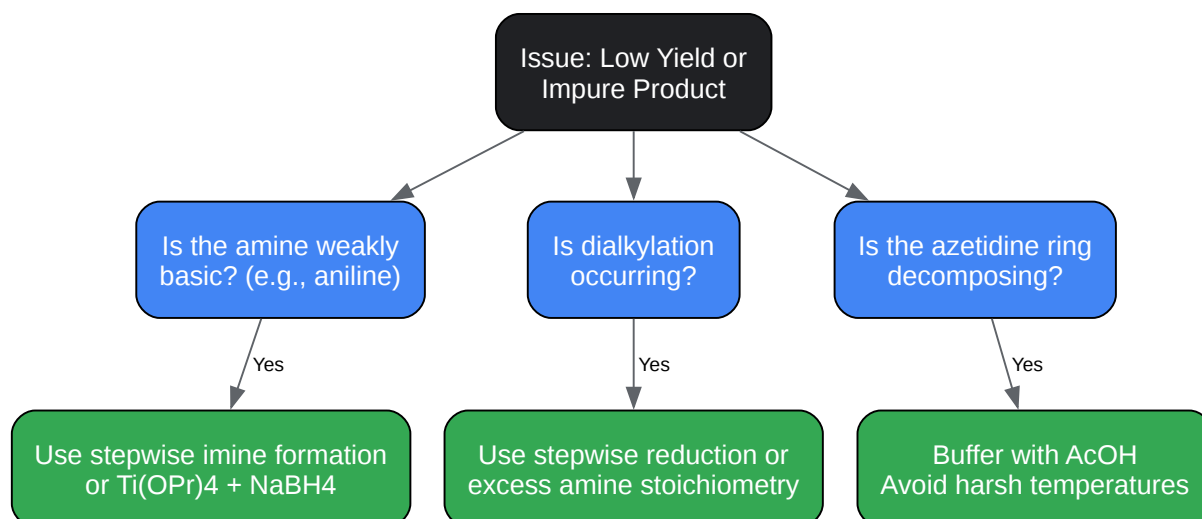 Issue: Low Yield or
Impure Product
Is the amine weakly
basic? (e.g., aniline)
Is dialkylation
occurring?
Is the azetidine ring
decomposing?
Yes
Yes
Yes
Use stepwise imine formation
or Ti(OPr)4 + NaBH4
Use stepwise reduction or
excess amine stoichiometry
Buffer with AcOH
Avoid harsh temperatures